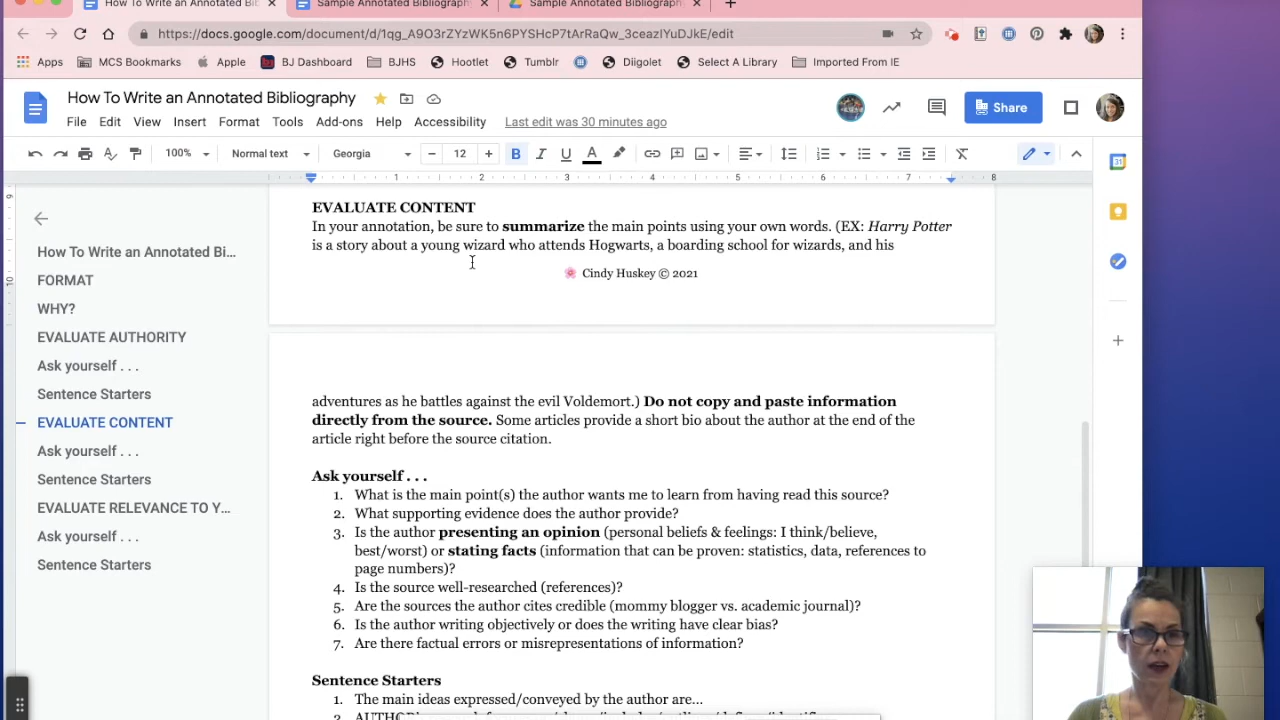 How To Write an Annotated Bib
Sample Annotated Bibliography
Sample Annotated Bibliography
https://docs.google.com/document/d/1qg_A9O3rZYzWK5n6PYSHcP7tArRaQw_3ceazlYuDJkE/edit
Apps MCS Bookmarks Apple BJ Dashboard BJHS Hootlet Tumblr Diigolet Select A Library Imported From IE
How To Write an Annotated Bibliography
Share
File Edit View Insert Format Tools Add-ons Help Accessibility Last edit was 30 minutes ago
100% Normal text Georgia 12 B I U A
1 2 3 4 5 6 7 8
9
10
31
How To Write an Annotated Bi...
FORMAT
WHY?
EVALUATE AUTHORITY
Ask yourself . . .
Sentence Starters
EVALUATE CONTENT
Ask yourself . . .
Sentence Starters
EVALUATE RELEVANCE TO Y...
Ask yourself . . .
Sentence Starters
EVALUATE CONTENT
In your annotation, be sure to summarize the main points using your own words. (EX: Harry Potter
is a story about a young wizard who attends Hogwarts, a boarding school for wizards, and his
Cindy Huskey © 2021
adventures as he battles against the evil Voldemort.) Do not copy and paste information
directly from the source. Some articles provide a short bio about the author at the end of the
article right before the source citation.
Ask yourself . . .
1. What is the main point(s) the author wants me to learn from having read this source?
2. What supporting evidence does the author provide?
3. Is the author presenting an opinion (personal beliefs & feelings: I think/believe,
best/worst) or stating facts (information that can be proven: statistics, data, references to
page numbers)?
4. Is the source well-researched (references)?
5. Are the sources the author cites credible (mommy blogger vs. academic journal)?
6. Is the author writing objectively or does the writing have clear bias?
7. Are there factual errors or misrepresentations of information?
Sentence Starters
1. The main ideas expressed/conveyed by the author are...
2.